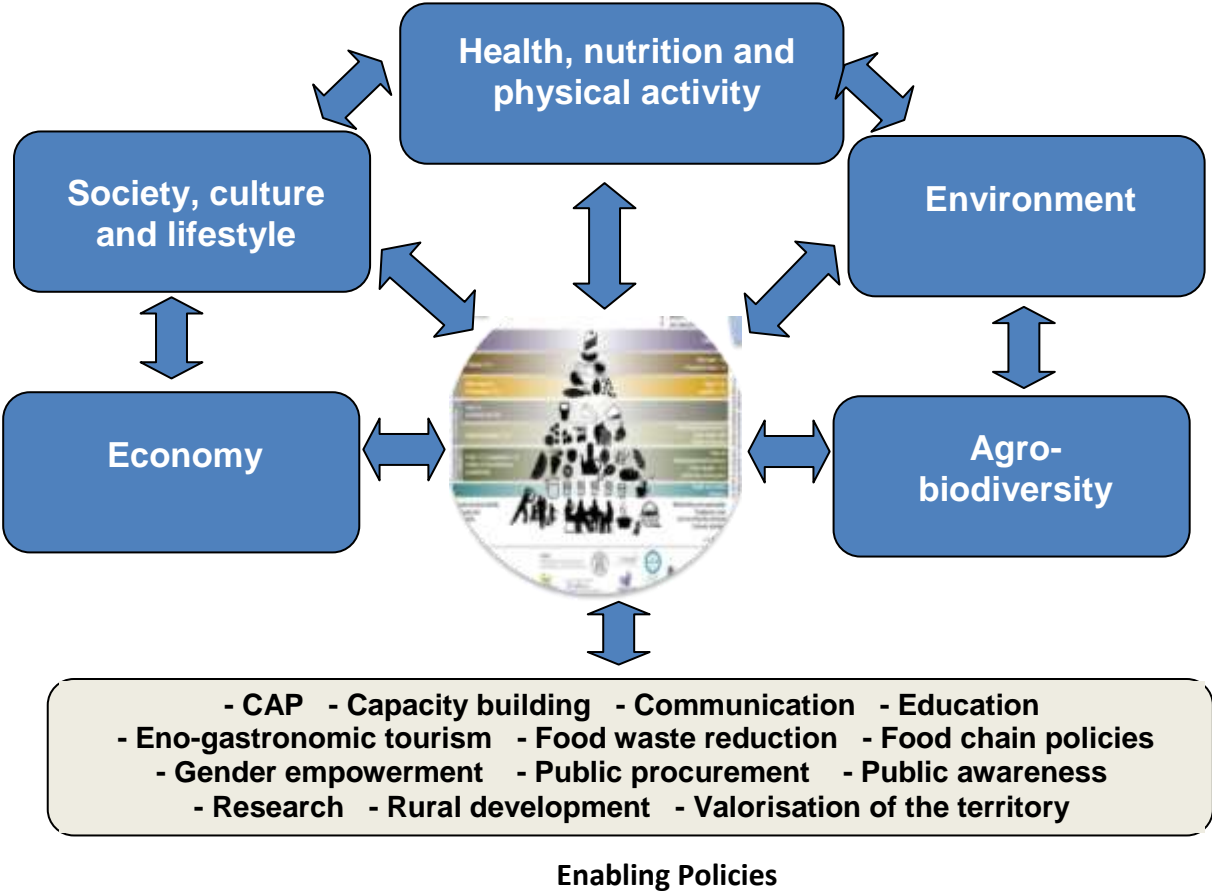 Health, nutrition and
physical activity
Society, culture
and lifestyle
Environment
Economy
Agro-
biodiversity
- CAP - Capacity building - Communication - Education
- Eno-gastronomic tourism - Food waste reduction - Food chain policies
- Gender empowerment - Public procurement - Public awareness
- Research - Rural development - Valorisation of the territory
Enabling Policies